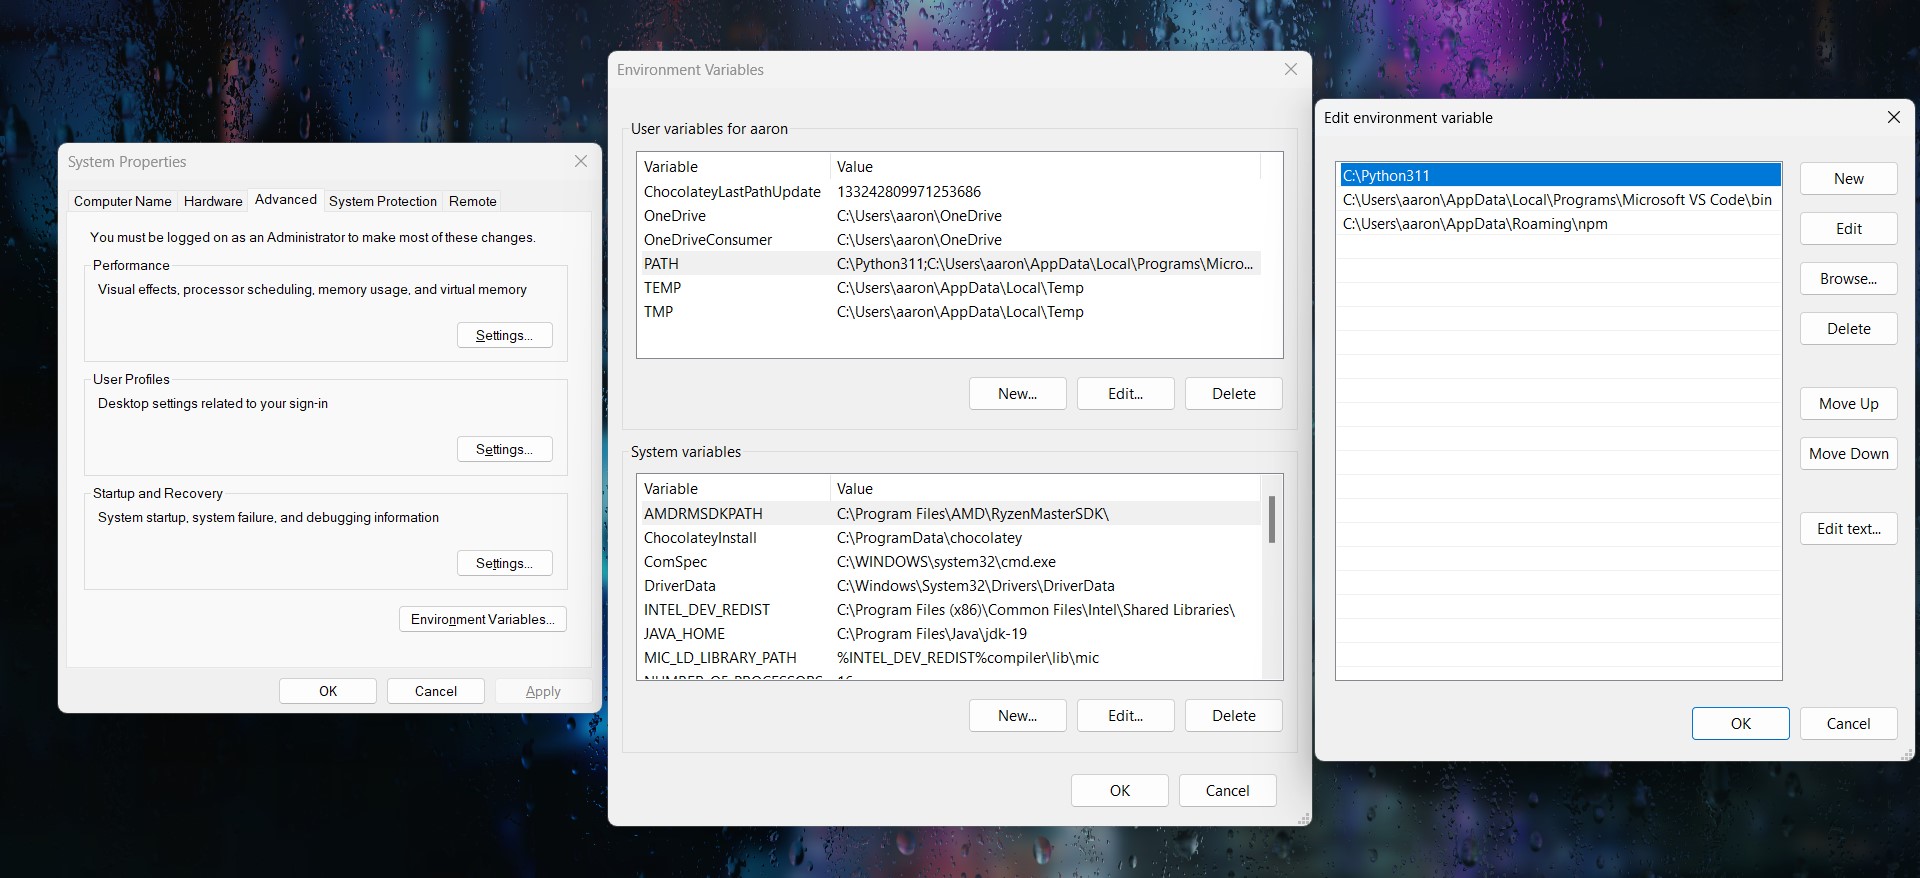 System Properties
Computer Name Hardware Advanced System Protection Remote
You must be logged on as an Administrator to make most of these changes.
Performance
Visual effects, processor scheduling, memory usage, and virtual memory
Settings...
User Profiles
Desktop settings related to your sign-in
Settings...
Startup and Recovery
System startup, system failure, and debugging information
Settings...
Environment Variables...
OK Cancel Apply
Environment Variables
User variables for aaron
Variable Value
ChocolateyLastPathUpdate 133242809971253686
OneDrive C:\Users\aaron\OneDrive
OneDriveConsumer C:\Users\aaron\OneDrive
PATH C:\Python311;C:\Users\aaron\AppData\Local\Programs\Micro...
TEMP C:\Users\aaron\AppData\Local\Temp
TMP C:\Users\aaron\AppData\Local\Temp
New... Edit... Delete
System variables
Variable Value
AMDRMSDKPATH C:\Program Files\AMD\RyzenMasterSDK\
ChocolateyInstall C:\ProgramData\chocolatey
ComSpec C:\WINDOWS\system32\cmd.exe
DriverData C:\Windows\System32\Drivers\DriverData
INTEL_DEV_REDIST C:\Program Files (x86)\Common Files\Intel\Shared Libraries\
JAVA_HOME C:\Program Files\Java\jdk-19
MIC_LD_LIBRARY_PATH %INTEL_DEV_REDIST%compiler\lib\mic
NUMBER_OF_PROCESSORS 16
New... Edit... Delete
OK Cancel
Edit environment variable
C:\Python311
C:\Users\aaron\AppData\Local\Programs\Microsoft VS Code\bin
C:\Users\aaron\AppData\Roaming\npm
New
Edit
Browse...
Delete
Move Up
Move Down
Edit text...
OK Cancel